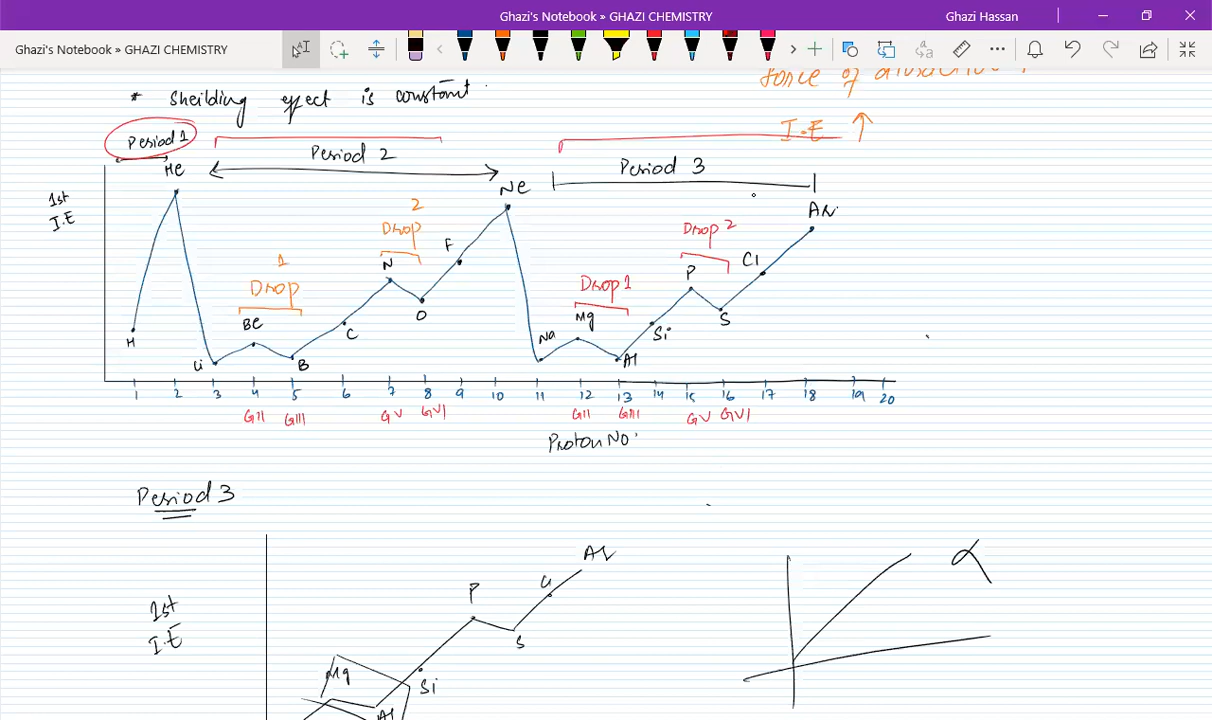 Ghazi's Notebook » GHAZI CHEMISTRY
Ghazi Hassan
Ghazi's Notebook » GHAZI CHEMISTRY
force of attraction ↑
* Sheilding effect is constant
I.E ↑
Period 1
Period 2
Period 3
He
Ne
Ar
1st
I.E
2
Drop
Drop 2
F
Cl
N
P
1
Drop
Drop 1
Be
O
Mg
S
H
C
Na
Si
Li
B
Al
1 2 3 4 5 6 7 8 9 10 11 12 13 14 15 16 17 18 19 20
GII GIII GV GVI GII GIII GV GVI
Proton No:
Period 3
Ar
α
P
Cl
1st
I.E
S
Mg
Si
Al